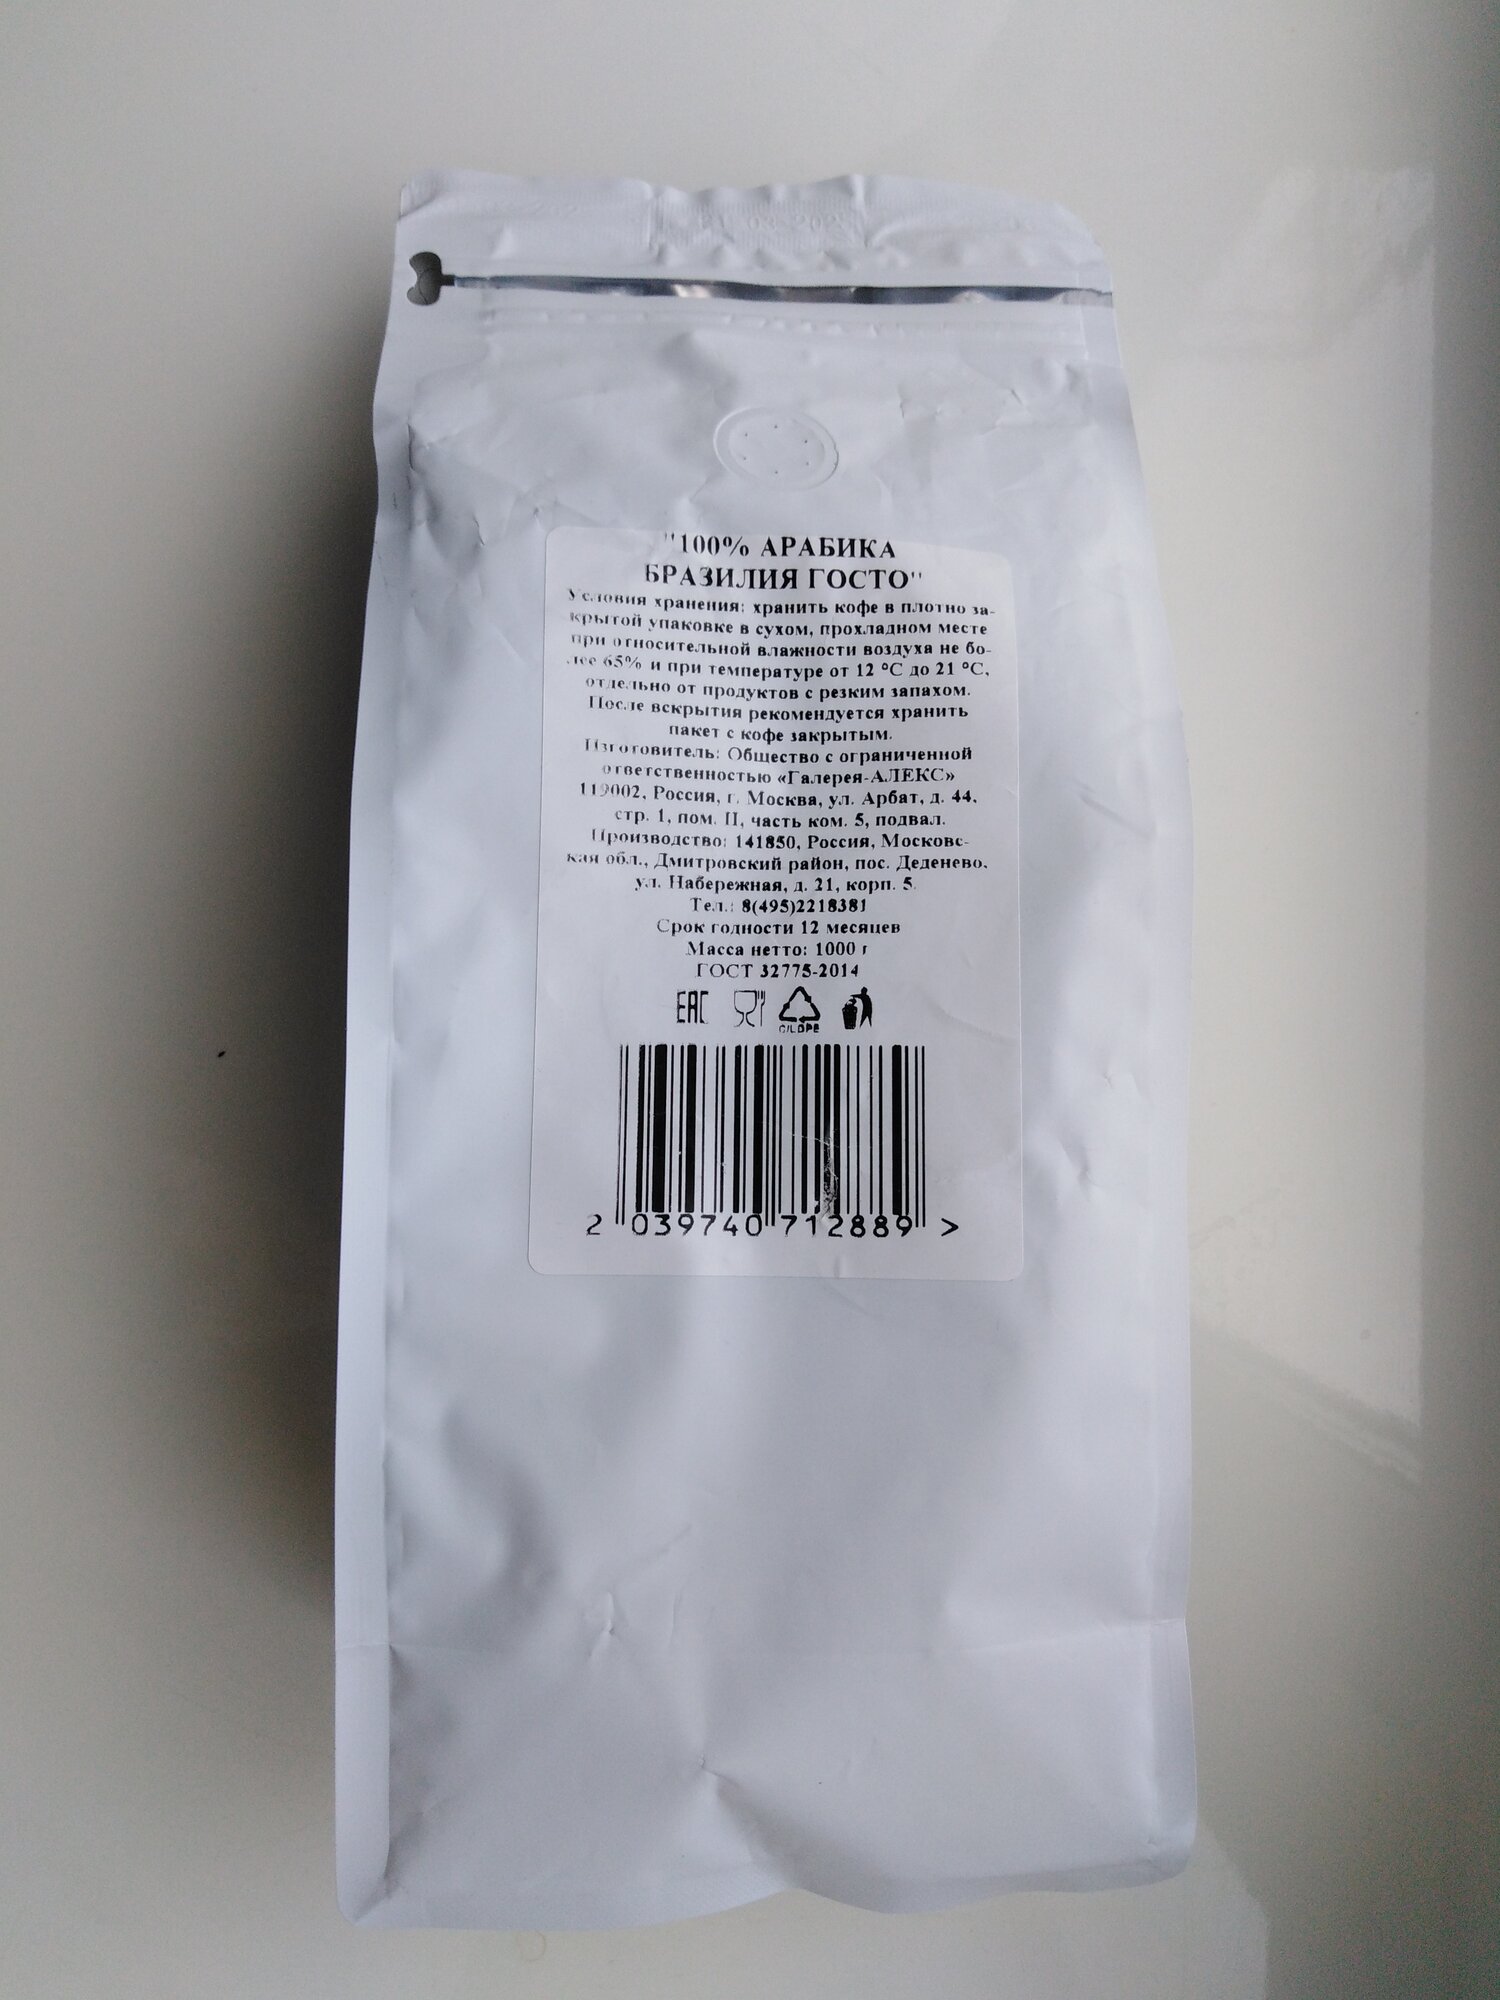 "100% АРАБИКА
БРАЗИЛИЯ ГОСТО"
Условия хранения: хранить кофе в плотно за-
крытой упаковке в сухом, прохладном месте
при относительной влажности воздуха не бо-
лее 65% и при температуре от 12 °С до 21 °С,
отдельно от продуктов с резким запахом.
После вскрытия рекомендуется хранить
пакет с кофе закрытым.
Изготовитель: Общество с ограниченной
ответственностью «Галерея-АЛЕКС»
119002, Россия, г. Москва, ул. Арбат, д. 44,
стр. 1, пом. II, часть ком. 5, подвал.
Производство: 141850, Россия, Московс-
кая обл., Дмитровский район, пос. Деденево,
ул. Набережная, д. 21, корп. 5.
Тел.: 8(495)2218381
Срок годности 12 месяцев
Масса нетто: 1000 г
ГОСТ 32775-2014
EAC
C/LDPE
2 039740 712889 >